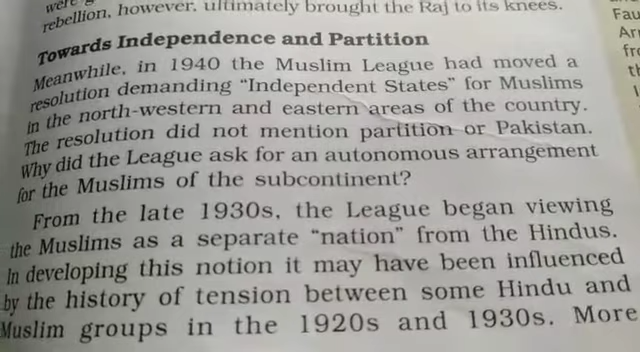 were
rebellion, however, ultimately brought the Raj to its knees.
Towards Independence and Partition
Meanwhile, in 1940 the Muslim League had moved a
resolution demanding “Independent States” for Muslims
in the north-western and eastern areas of the country.
The resolution did not mention partition or Pakistan.
Why did the League ask for an autonomous arrangement
for the Muslims of the subcontinent?
From the late 1930s, the League began viewing
the Muslims as a separate “nation” from the Hindus.
In developing this notion it may have been influenced
by the history of tension between some Hindu and
Muslim groups in the 1920s and 1930s. More
Fau